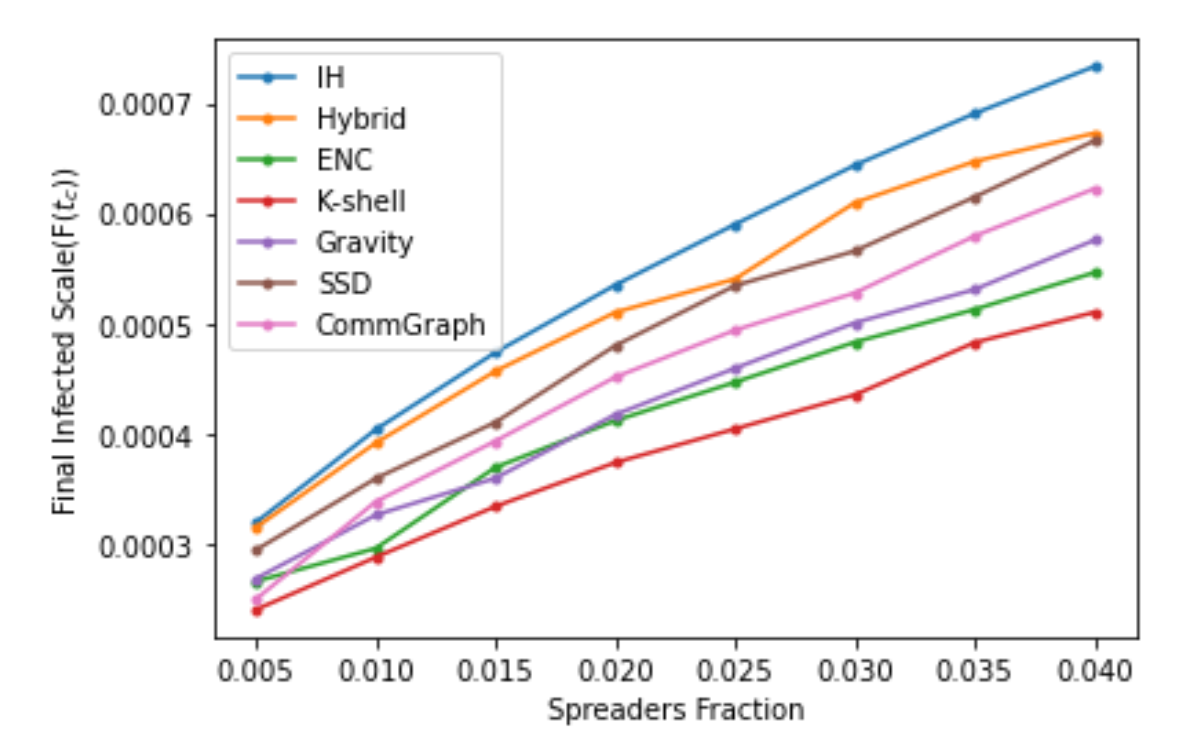 IH
Hybrid
ENC
K-shell
Gravity
SSD
CommGraph
0.0007
0.0006
0.0005
0.0004
0.0003
Final Infected Scale(F(t_c))
0.005 0.010 0.015 0.020 0.025 0.030 0.035 0.040
Spreaders Fraction